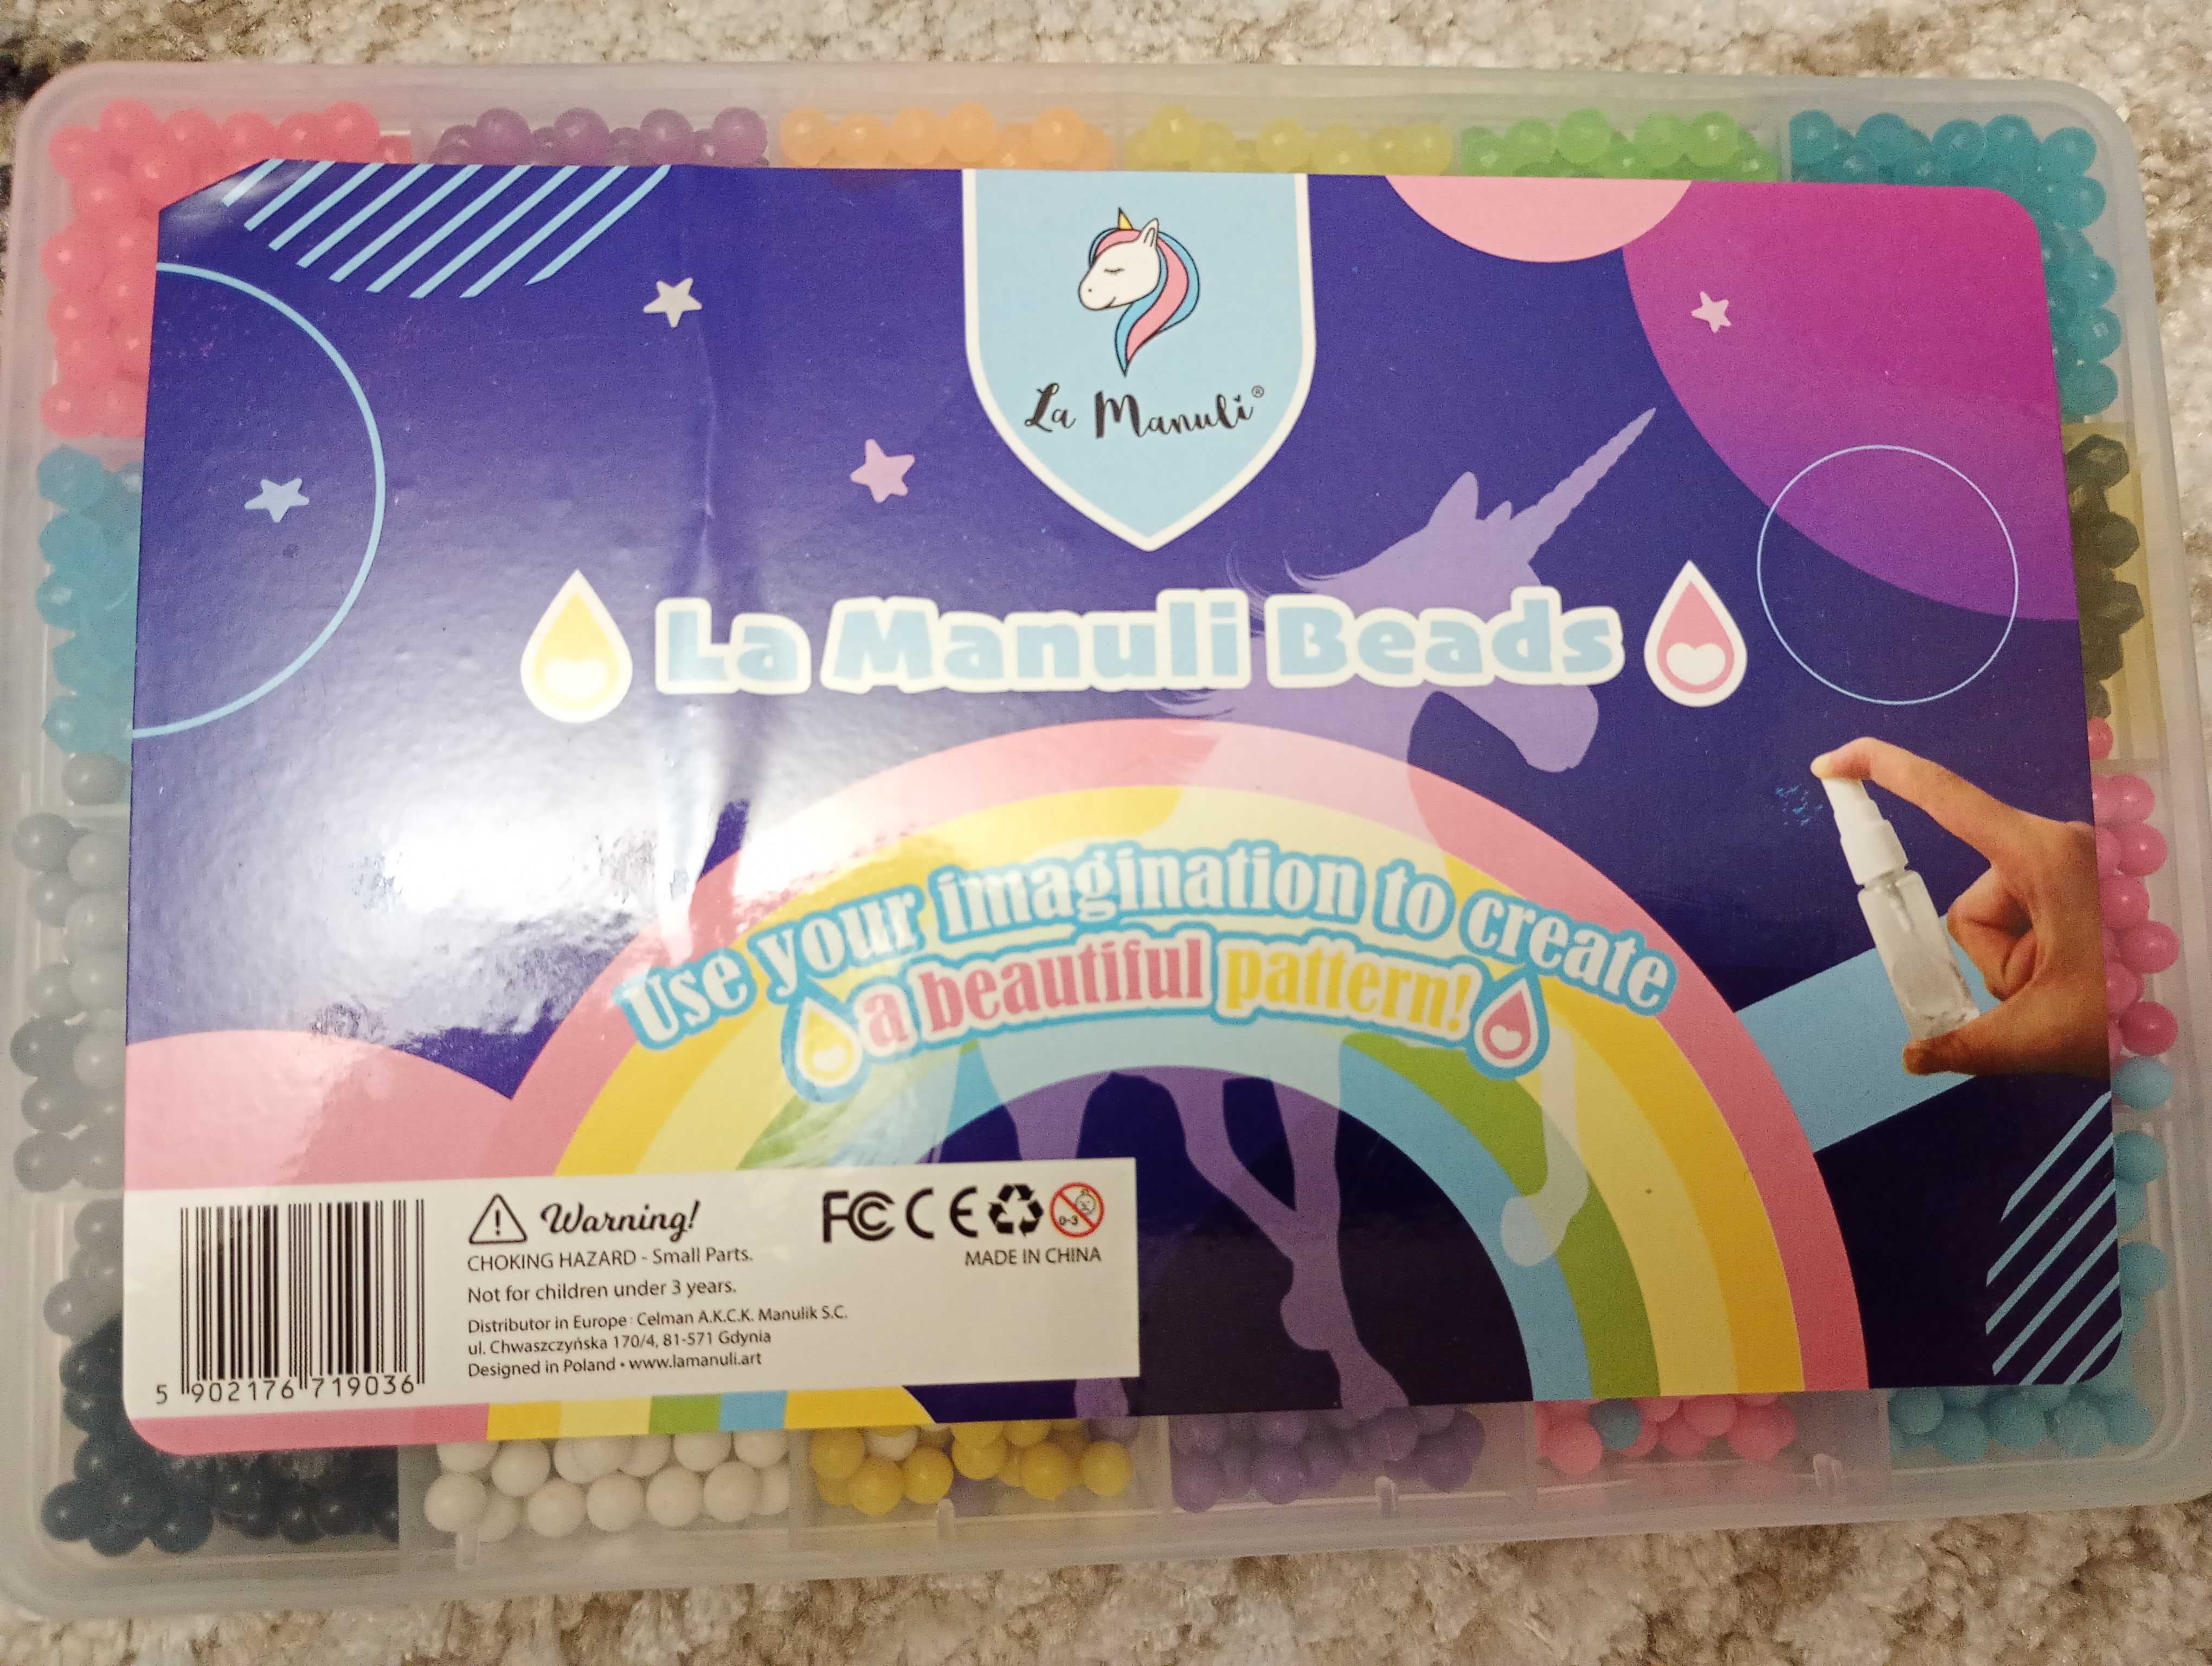 La Manuli®
La Manuli Beads
Use your imagination to create
a beautiful pattern!
Warning!
CHOKING HAZARD - Small Parts.
Not for children under 3 years.
Distributor in Europe: Celman A.K.C.K. Manulik S.C.
ul. Chwaszczyńska 170/4, 81-571 Gdynia
Designed in Poland • www.lamanuli.art
FC CE 0-3
MADE IN CHINA
5 902176 719036